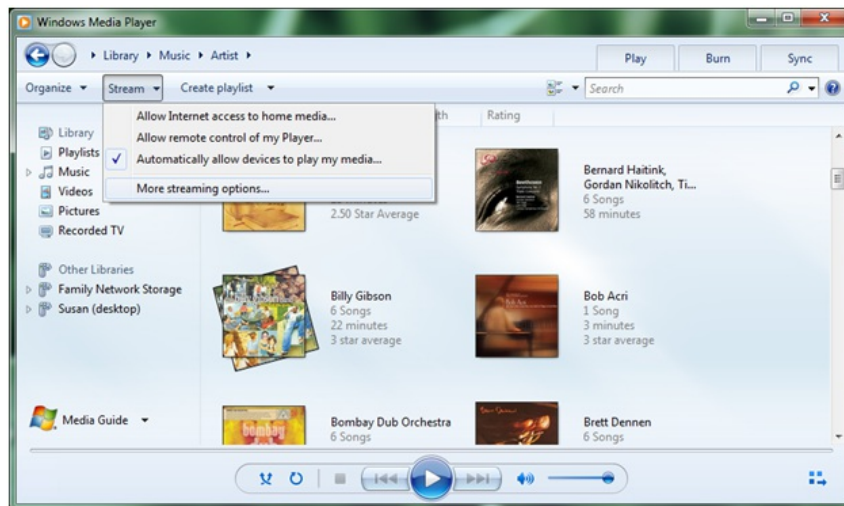 Windows Media Player
Library Music Artist
Play Burn Sync
Organize Stream Create playlist Search
Allow Internet access to home media...
Allow remote control of my Player...
Automatically allow devices to play my media...
More streaming options...
th Rating
Library
Playlists
Music
Videos
Pictures
Recorded TV
Other Libraries
Family Network Storage
Susan (desktop)
Media Guide
2.50 Star Average
Bernard Haitink,
Gordan Nikolitch, Ti...
6 Songs
58 minutes
Billy Gibson
6 Songs
22 minutes
3 star average
Bob Acri
1 Song
3 minutes
3 star average
bombay
Bombay Dub Orchestra
6 Songs
Brett Dennen
6 Songs